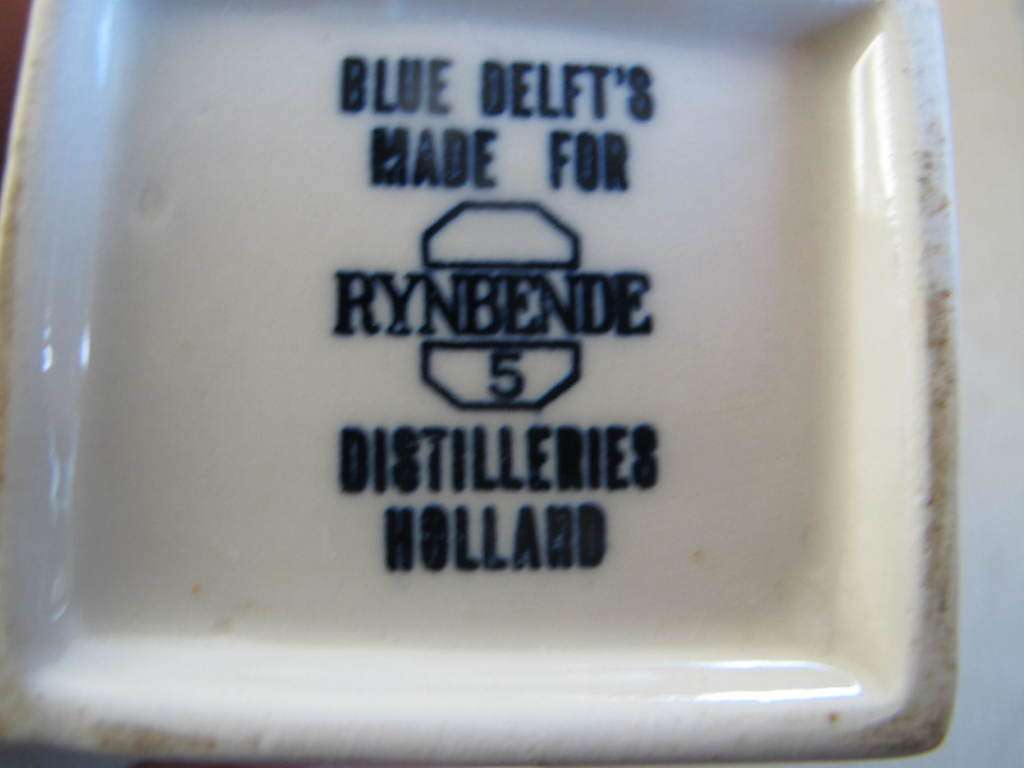 BLUE DELFT'S
MADE FOR
RYNBENDE
5
DISTILLERIES
HOLLAND